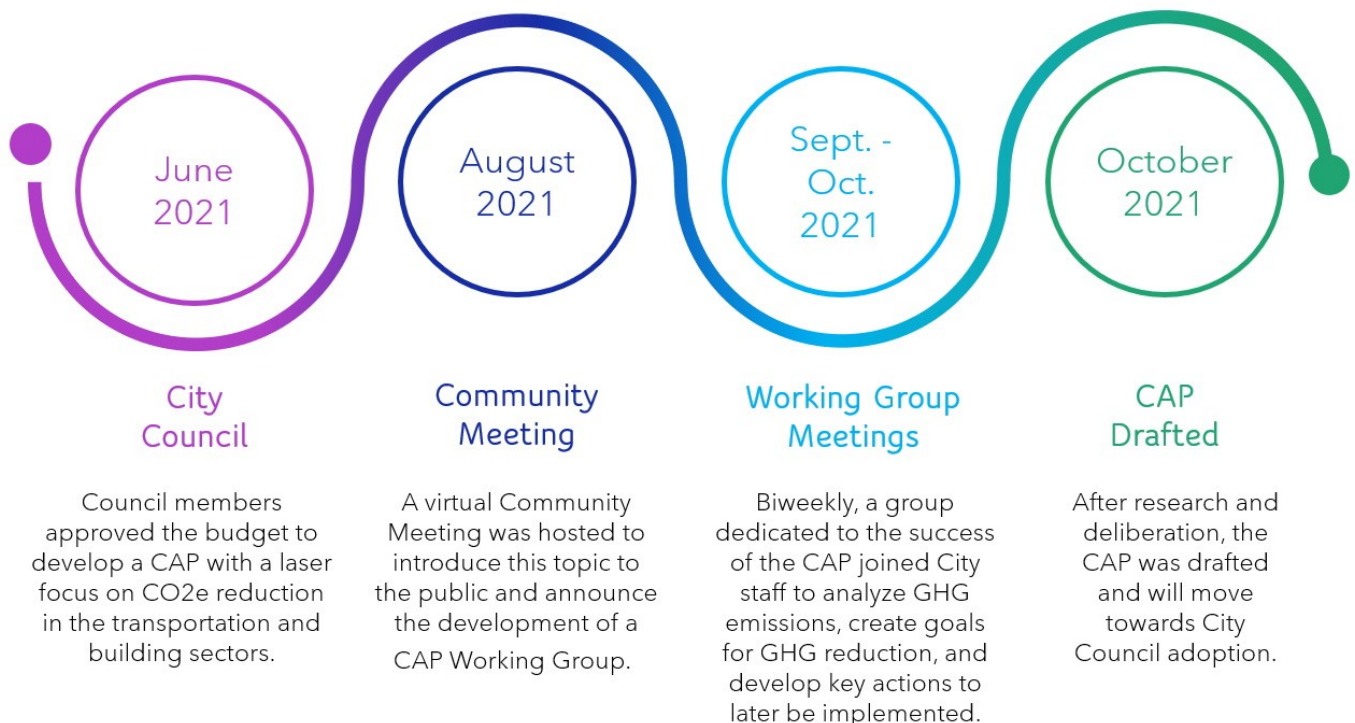 June
2021
August
2021
Sept. -
Oct.
2021
October
2021
City
Council
Community
Meeting
Working Group
Meetings
CAP
Drafted
Council members
approved the budget to
develop a CAP with a laser
focus on CO2e reduction
in the transportation and
building sectors.
A virtual Community
Meeting was hosted to
introduce this topic to
the public and announce
the development of a
CAP Working Group.
Biweekly, a group
dedicated to the success
of the CAP joined City
staff to analyze GHG
emissions, create goals
for GHG reduction, and
develop key actions to
later be implemented.
After research and
deliberation, the
CAP was drafted
and will move
towards City
Council adoption.